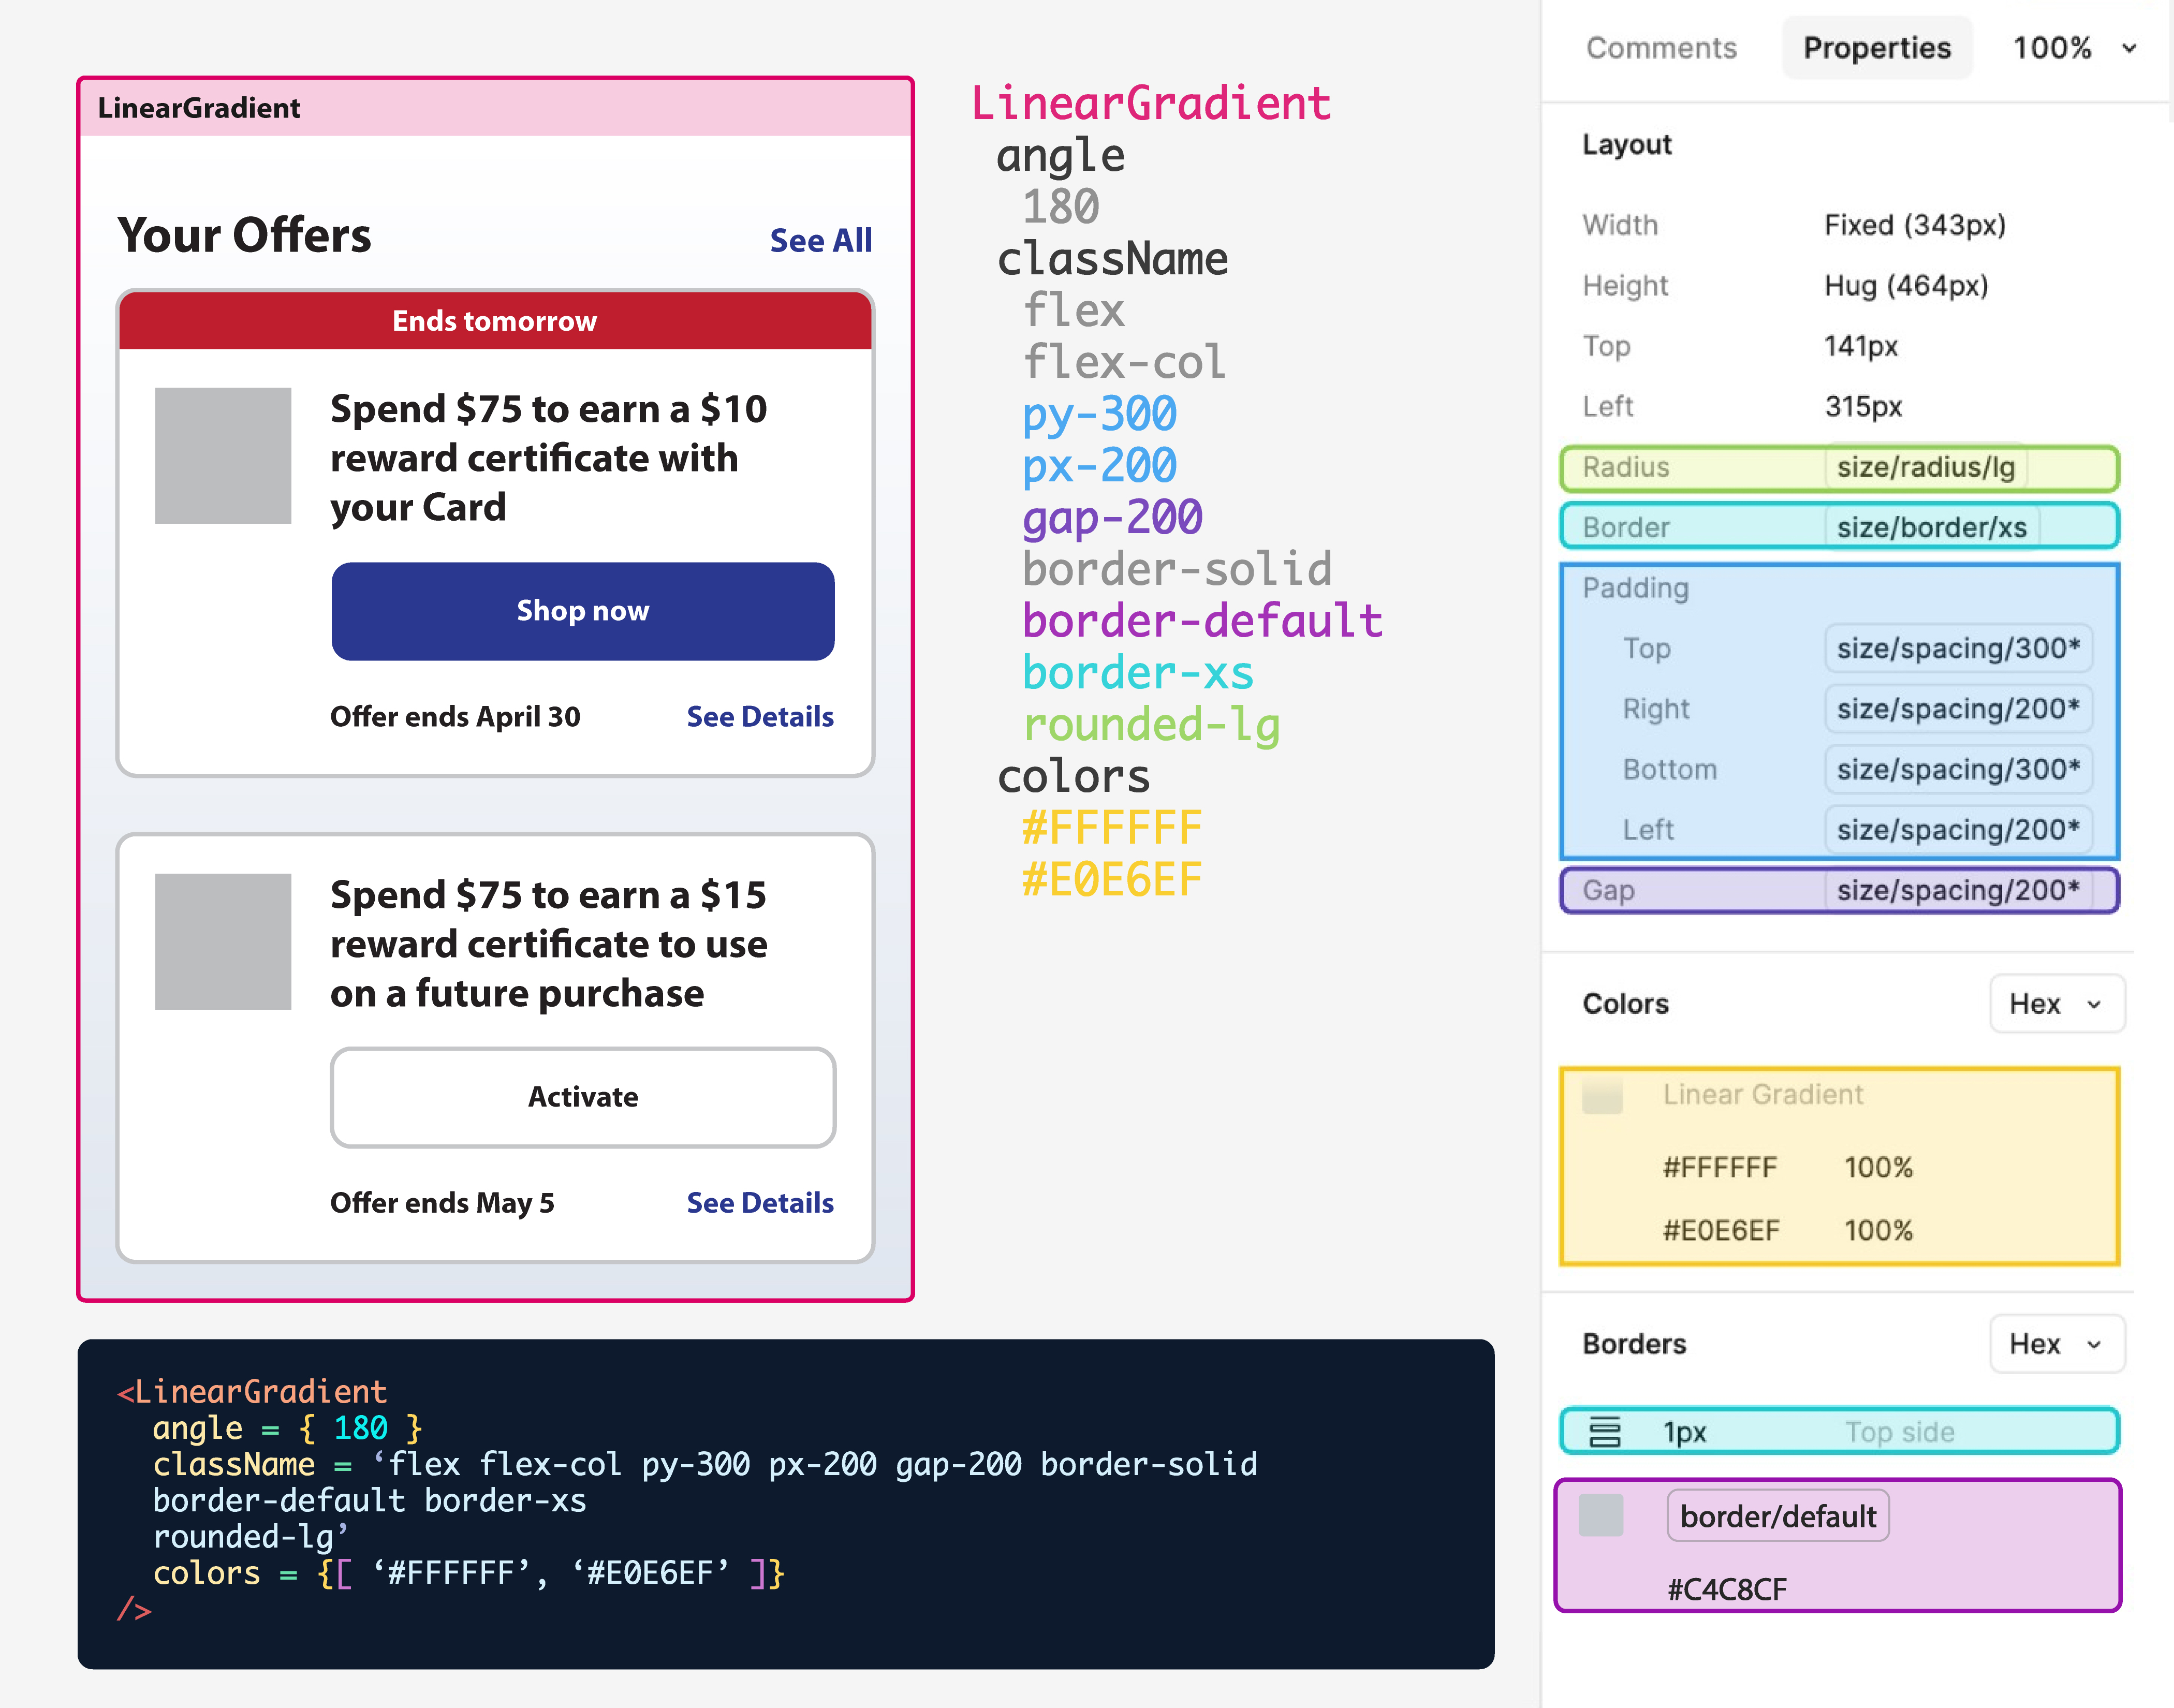 LinearGradient
Your Offers
See All
Ends tomorrow
Spend $75 to earn a $10
reward certificate with
your Card
Shop now
Offer ends April 30
See Details
Spend $75 to earn a $15
reward certificate to use
on a future purchase
Activate
Offer ends May 5
See Details
LinearGradient
angle
180
className
flex
flex-col
py-300
px-200
gap-200
border-solid
border-default
border-xs
rounded-lg
colors
#FFFFFF
#E0E6EF
<LinearGradient
angle = { 180 }
className = ‘flex flex-col py-300 px-200 gap-200 border-solid
border-default border-xs
rounded-lg’
colors = {[ ‘#FFFFFF’, ‘#E0E6EF’ ]}
/>
Comments Properties 100%
Layout
Width Fixed (343px)
Height Hug (464px)
Top 141px
Left 315px
Radius size/radius/lg
Border size/border/xs
Padding
Top size/spacing/300*
Right size/spacing/200*
Bottom size/spacing/300*
Left size/spacing/200*
Gap size/spacing/200*
Colors Hex
Linear Gradient
#FFFFFF 100%
#E0E6EF 100%
Borders Hex
1px Top side
border/default
#C4C8CF